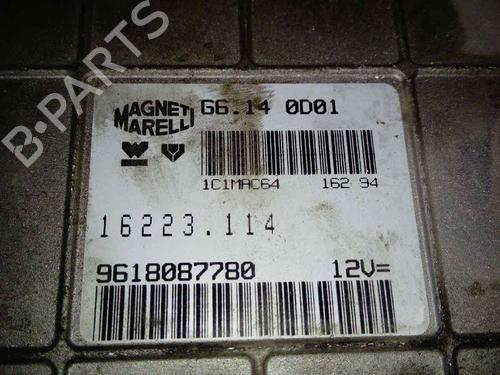 B-PARTS
MAGNETI
MARELLI
G6.14 0D01
1C1MAC64 162 94
16223.114
9618087780 12V=